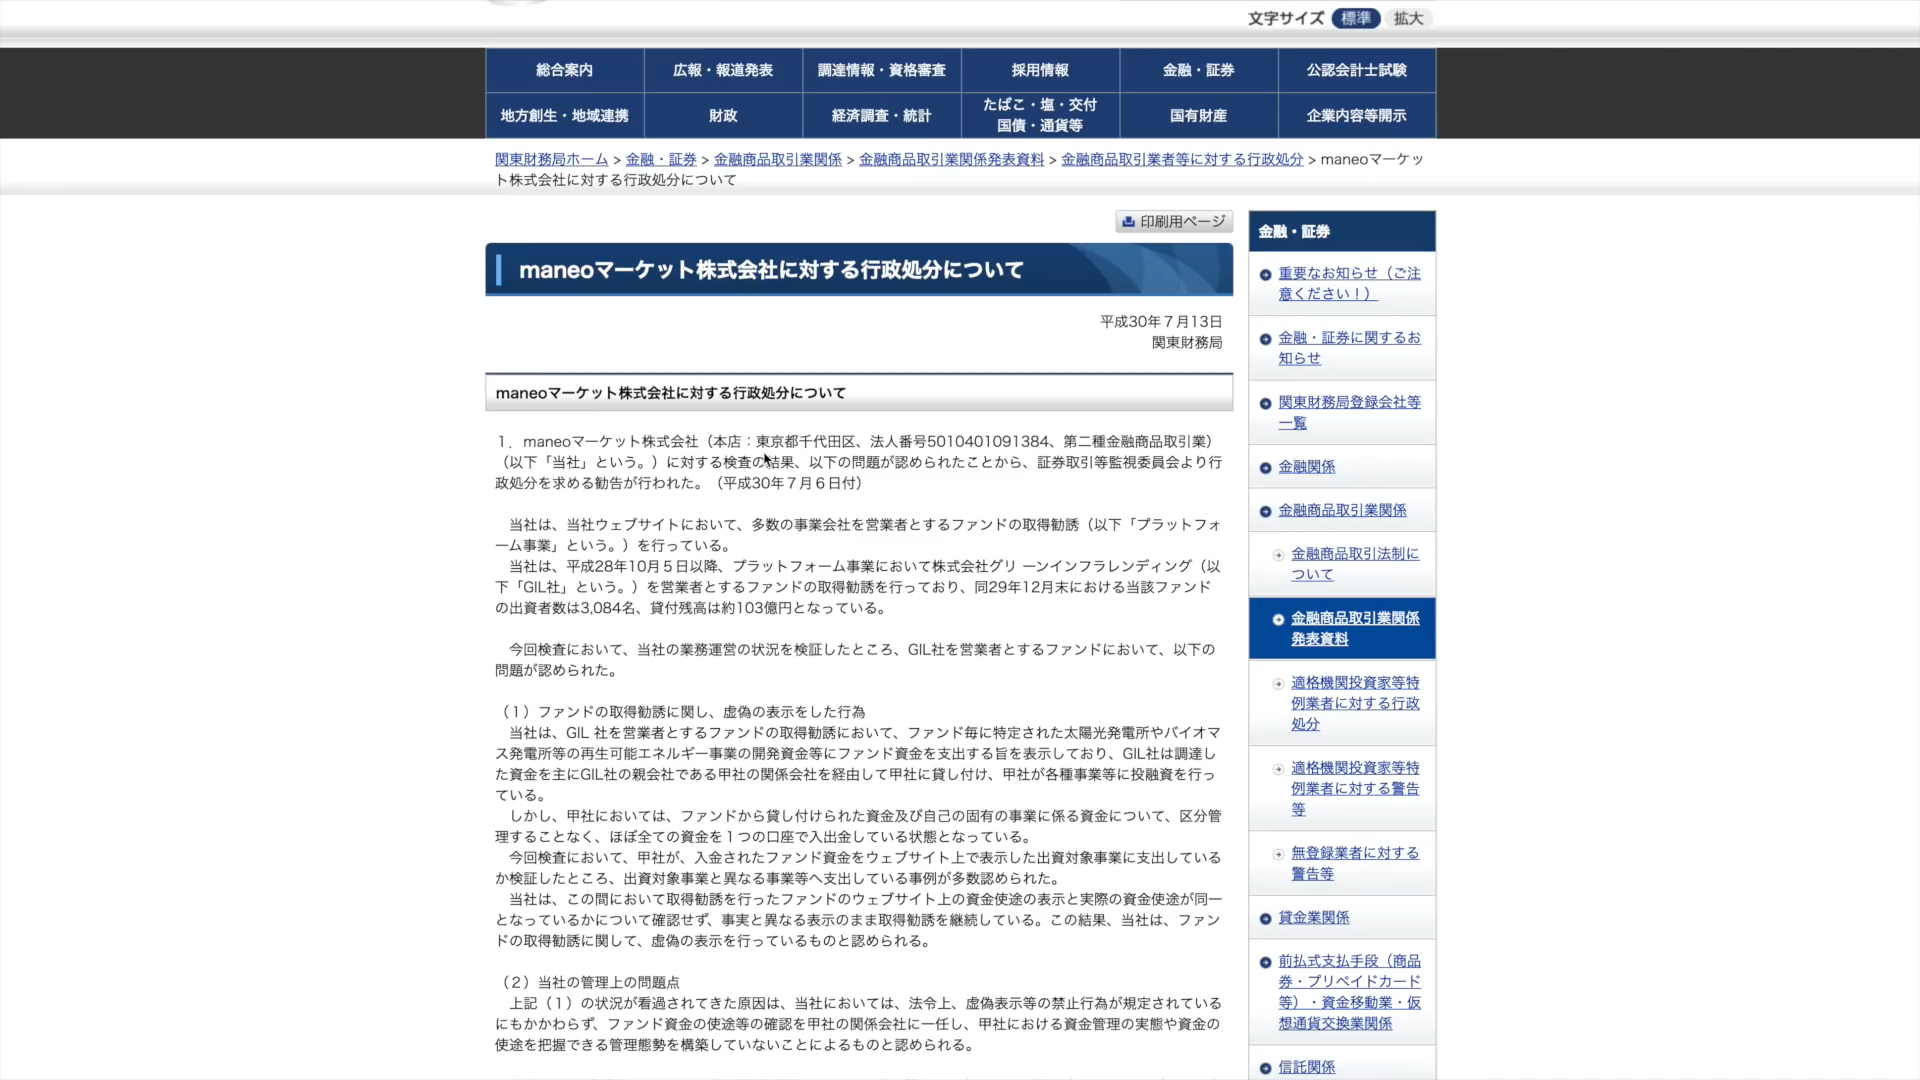 文字サイズ 標準 拡大
総合案内 広報・報道発表 調達情報・資格審査 採用情報 金融・証券 公認会計士試験
地方創生・地域連携 財政 経済調査・統計 たばこ・塩・交付 国有財産 企業内容等開示
国債・通貨等
関東財務局ホーム > 金融・証券 > 金融商品取引業関係 > 金融商品取引業関係発表資料 > 金融商品取引業者等に対する行政処分 > maneoマーケッ
ト株式会社に対する行政処分について
印刷用ページ
maneoマーケット株式会社に対する行政処分について
平成30年７月13日
関東財務局
maneoマーケット株式会社に対する行政処分について
１．maneoマーケット株式会社（本店：東京都千代田区、法人番号5010401091384、第二種金融商品取引業）
（以下「当社」という。）に対する検査の結果、以下の問題が認められたことから、証券取引等監視委員会より行
政処分を求める勧告が行われた。（平成30年７月６日付）
当社は、当社ウェブサイトにおいて、多数の事業会社を営業者とするファンドの取得勧誘（以下「プラットフォ
ーム事業」という。）を行っている。
当社は、平成28年10月５日以降、プラットフォーム事業において株式会社グリ ーンインフラレンディング（以
下「GIL社」という。）を営業者とするファンドの取得勧誘を行っており、同29年12月末における当該ファンド
の出資者数は3,084名、貸付残高は約103億円となっている。
今回検査において、当社の業務運営の状況を検証したところ、GIL社を営業者とするファンドにおいて、以下の
問題が認められた。
（１）ファンドの取得勧誘に関し、虚偽の表示をした行為
当社は、GIL 社を営業者とするファンドの取得勧誘において、ファンド毎に特定された太陽光発電所やバイオマ
ス発電所等の再生可能エネルギー事業の開発資金等にファンド資金を支出する旨を表示しており、GIL社は調達し
た資金を主にGIL社の親会社である甲社の関係会社を経由して甲社に貸し付け、甲社が各種事業等に投融資を行っ
ている。
しかし、甲社においては、ファンドから貸し付けられた資金及び自己の固有の事業に係る資金について、区分管
理することなく、ほぼ全ての資金を１つの口座で入出金している状態となっている。
今回検査において、甲社が、入金されたファンド資金をウェブサイト上で表示した出資対象事業に支出している
か検証したところ、出資対象事業と異なる事業等へ支出している事例が多数認められた。
当社は、この間において取得勧誘を行ったファンドのウェブサイト上の資金使途の表示と実際の資金使途が同一
となっているかについて確認せず、事実と異なる表示のまま取得勧誘を継続している。この結果、当社は、ファン
ドの取得勧誘に関して、虚偽の表示を行っているものと認められる。
（２）当社の管理上の問題点
上記（１）の状況が看過されてきた原因は、当社においては、法令上、虚偽表示等の禁止行為が規定されている
にもかかわらず、ファンド資金の使途等の確認を甲社の関係会社に一任し、甲社における資金管理の実態や資金の
使途を把握できる管理態勢を構築していないことによるものと認められる。
金融・証券
重要なお知らせ（ご注
意ください！）
金融・証券に関するお
知らせ
関東財務局登録会社等
一覧
金融関係
金融商品取引業関係
金融商品取引法制に
ついて
金融商品取引業関係
発表資料
適格機関投資家等特
例業者に対する行政
処分
適格機関投資家等特
例業者に対する警告
等
無登録業者に対する
警告等
貸金業関係
前払式支払手段（商品
券・プリペイドカード
等）・資金移動業・仮
想通貨交換業関係
信託関係